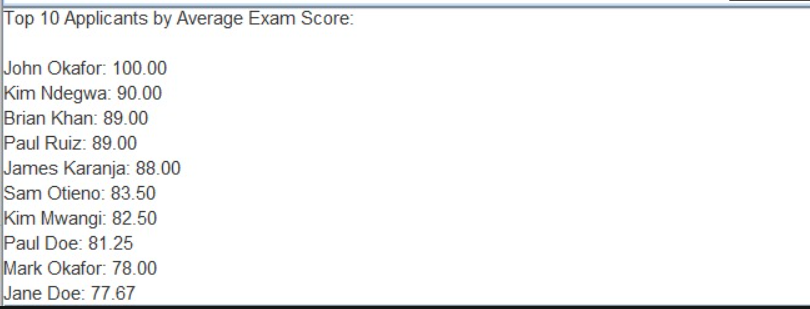 Top 10 Applicants by Average Exam Score:
John Okafor: 100.00
Kim Ndegwa: 90.00
Brian Khan: 89.00
Paul Ruiz: 89.00
James Karanja: 88.00
Sam Otieno: 83.50
Kim Mwangi: 82.50
Paul Doe: 81.25
Mark Okafor: 78.00
Jane Doe: 77.67